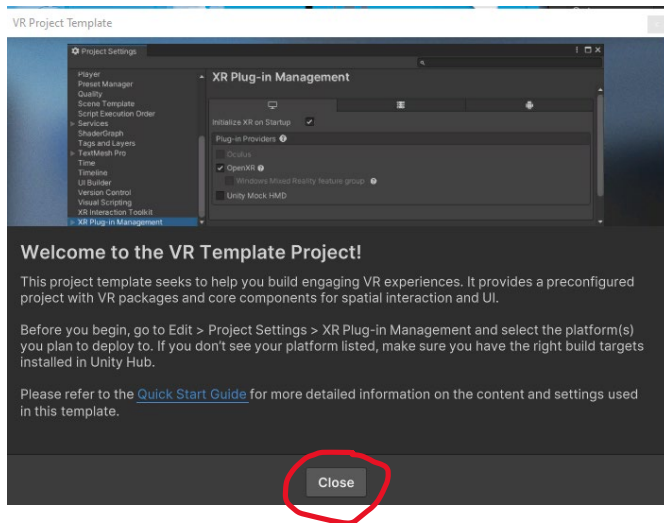 VR Project Template
Project Settings
Player
Preset Manager
Quality
Scene Template
Script Execution Order
Services
ShaderGraph
Tags and Layers
TextMesh Pro
Time
Timeline
UI Builder
Version Control
Visual Scripting
XR Interaction Toolkit
XR Plug-in Management
XR Plug-in Management
Initialize XR on Startup
Plug-in Providers
Oculus
OpenXR
Windows Mixed Reality feature group
Unity Mock HMD
Welcome to the VR Template Project!
This project template seeks to help you build engaging VR experiences. It provides a preconfigured
project with VR packages and core components for spatial interaction and UI.
Before you begin, go to Edit > Project Settings > XR Plug-in Management and select the platform(s)
you plan to deploy to. If you don't see your platform listed, make sure you have the right build targets
installed in Unity Hub.
Please refer to the Quick Start Guide for more detailed information on the content and settings used
in this template.
Close